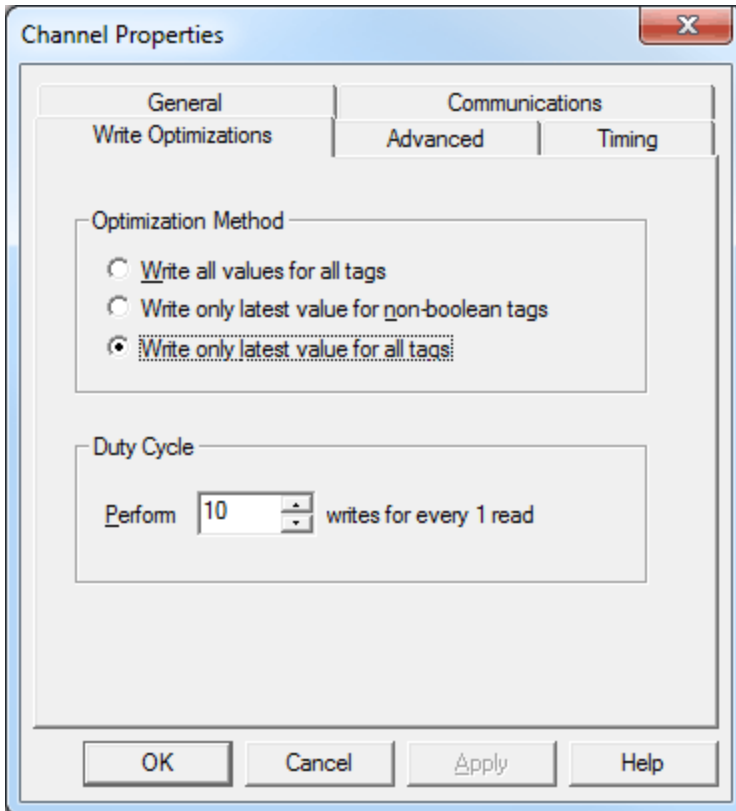 Channel Properties
General Communications
Write Optimizations Advanced Timing
Optimization Method
Write all values for all tags
Write only latest value for non-boolean tags
Write only latest value for all tags
Duty Cycle
Perform 10 writes for every 1 read
OK Cancel Apply Help